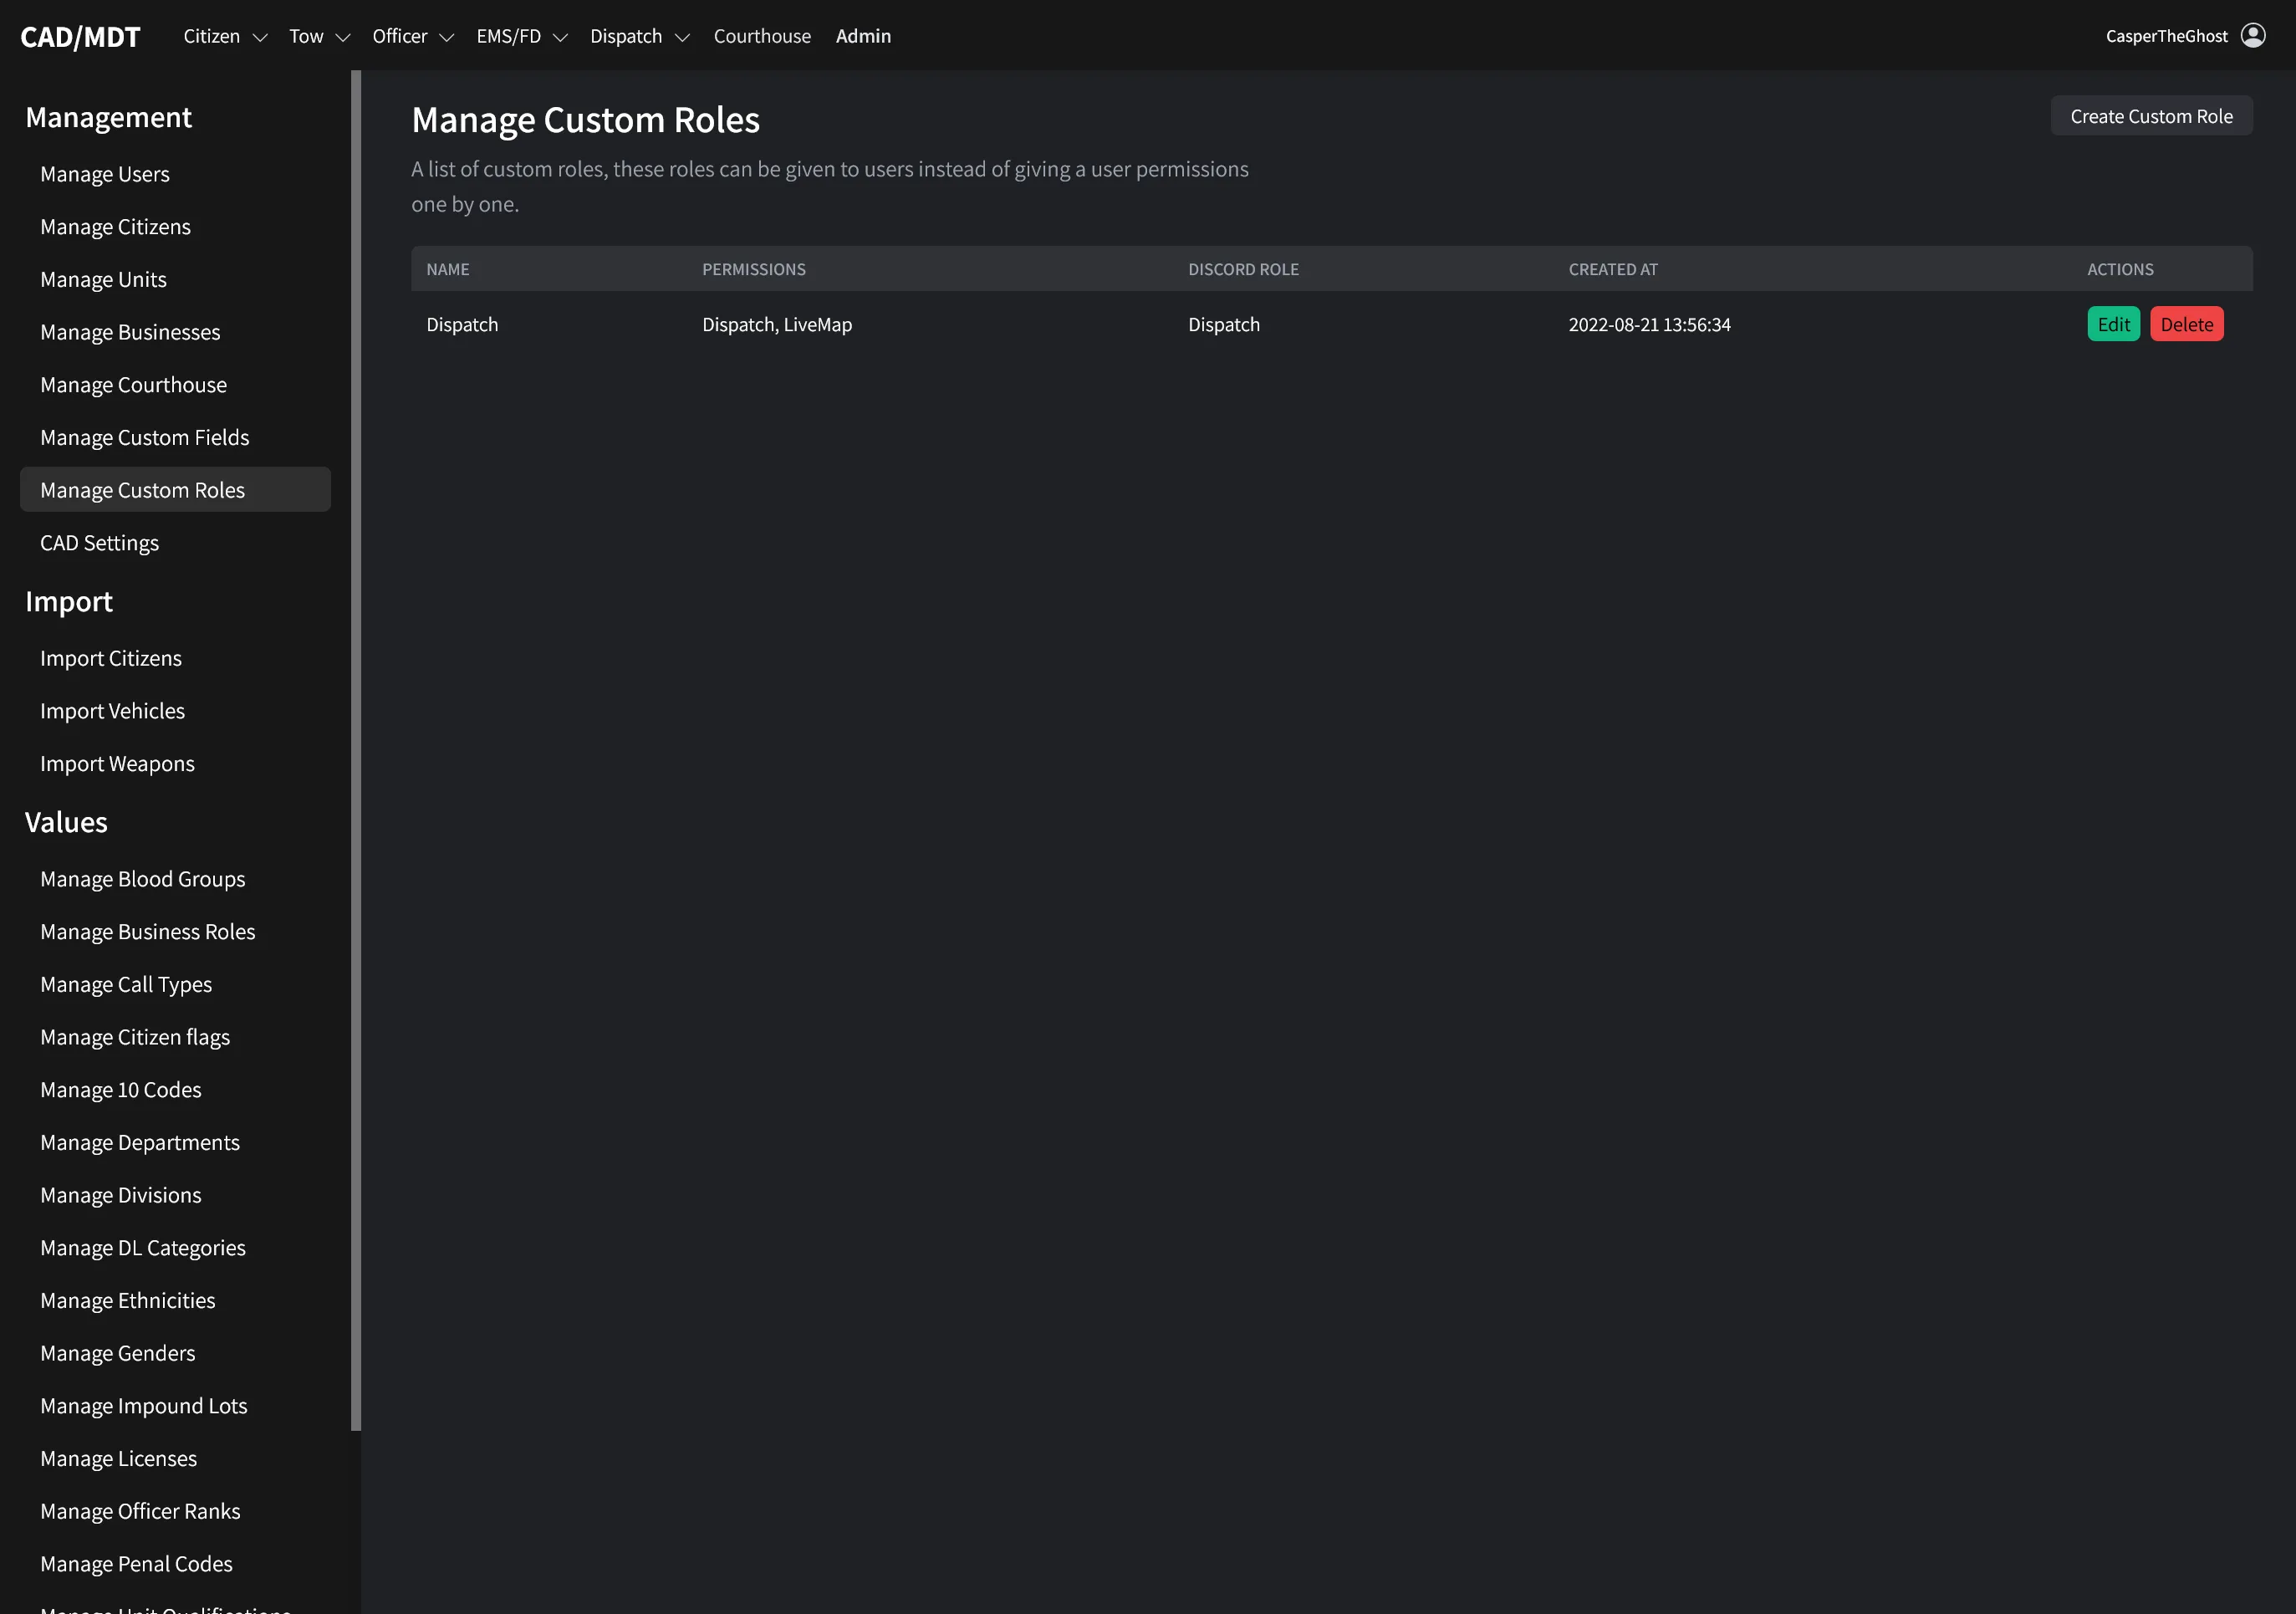 CAD/MDT Citizen Tow Officer EMS/FD Dispatch Courthouse Admin CasperTheGhost
Management
Manage Users
Manage Citizens
Manage Units
Manage Businesses
Manage Courthouse
Manage Custom Fields
Manage Custom Roles
CAD Settings
Import
Import Citizens
Import Vehicles
Import Weapons
Values
Manage Blood Groups
Manage Business Roles
Manage Call Types
Manage Citizen flags
Manage 10 Codes
Manage Departments
Manage Divisions
Manage DL Categories
Manage Ethnicities
Manage Genders
Manage Impound Lots
Manage Licenses
Manage Officer Ranks
Manage Penal Codes
Manage Unit Qualifications
Manage Custom Roles
Create Custom Role
A list of custom roles, these roles can be given to users instead of giving a user permissions
one by one.
NAME PERMISSIONS DISCORD ROLE CREATED AT ACTIONS
Dispatch Dispatch, LiveMap Dispatch 2022-08-21 13:56:34 Edit Delete